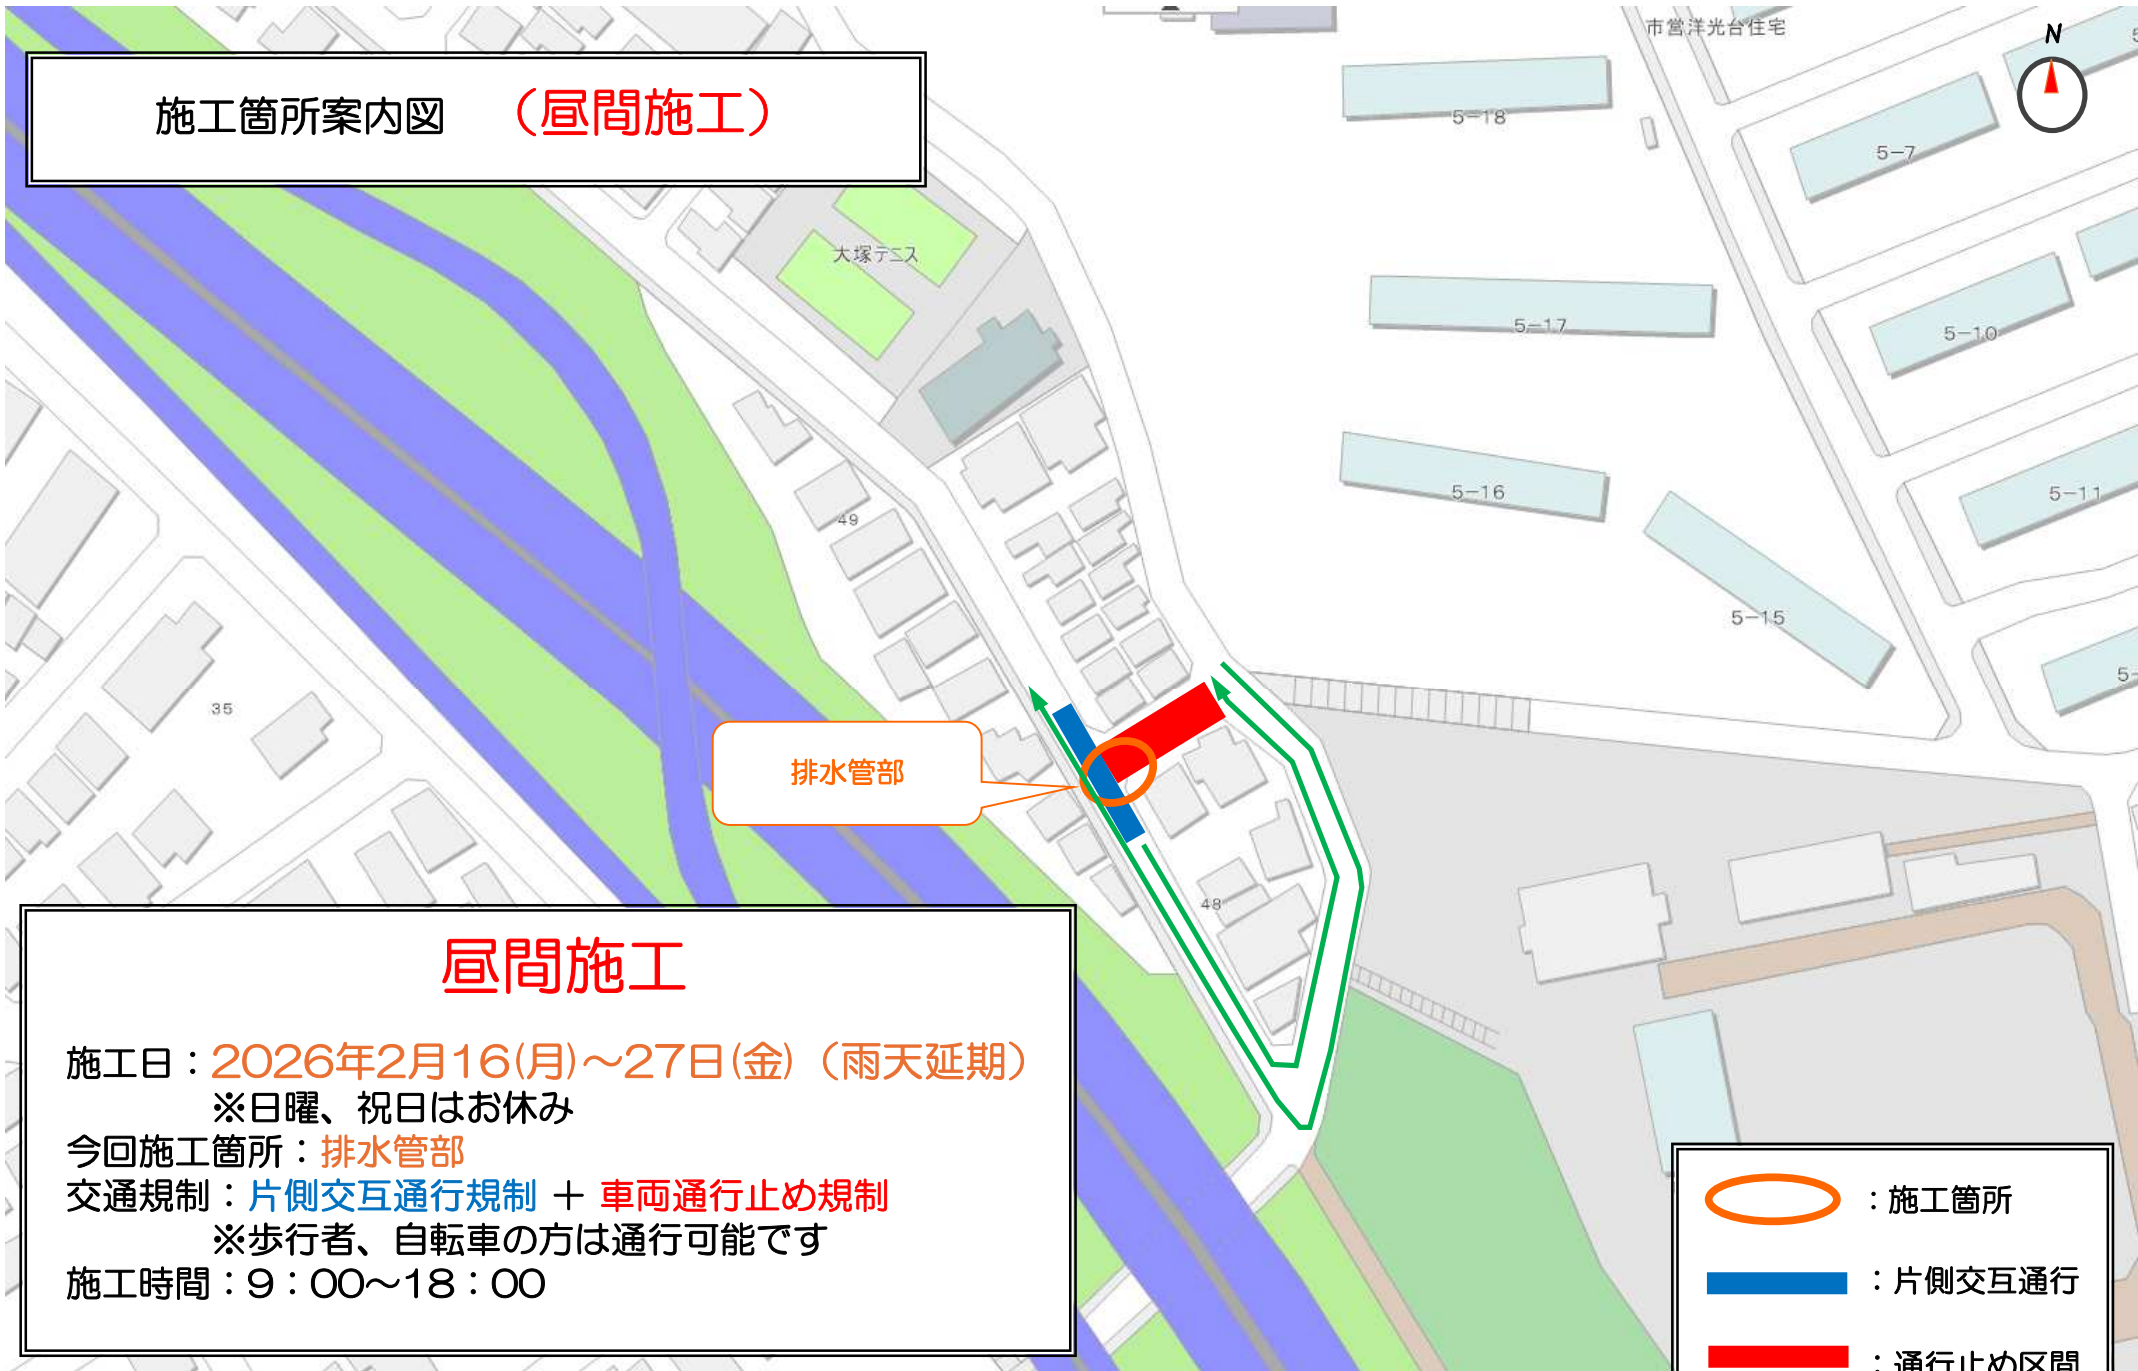 市営洋光台住宅
N
施工箇所案内図　（昼間施工）
5-18
5-7
大塚テニス
5-17
5-10
5-16
5-11
49
5-15
35
排水管部
48
昼間施工
施工日：2026年2月16(月)～27日(金)（雨天延期）
※日曜、祝日はお休み
今回施工箇所：排水管部
交通規制：片側交互通行規制 ＋ 車両通行止め規制
※歩行者、自転車の方は通行可能です
施工時間：9：00～18：00
：施工箇所
：片側交互通行
：通行止め区間